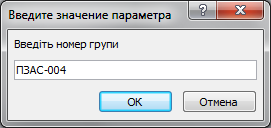 Введите значение параметра
Введіть номер групи
ПЗАС-004
ОК
Отмена